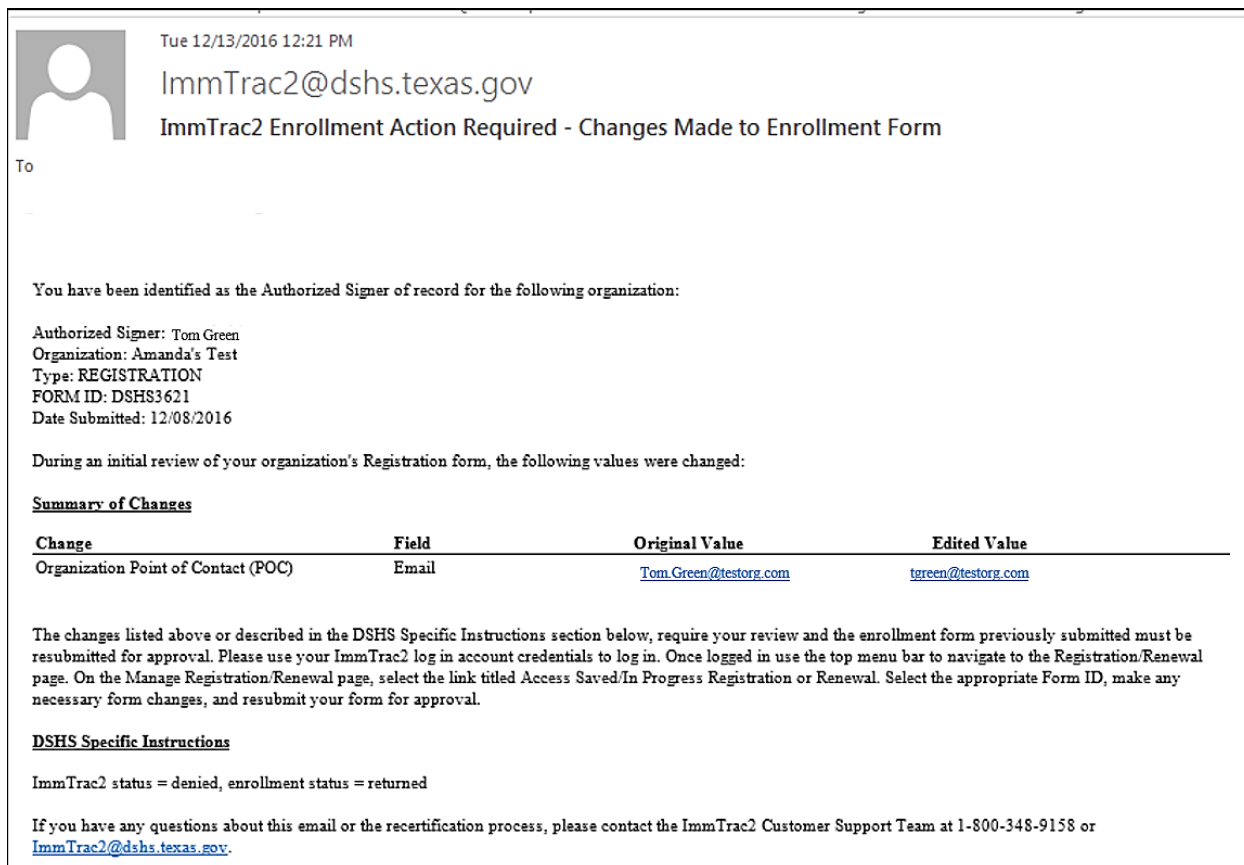 Tue 12/13/2016 12:21 PM
ImmTrac2@dshs.texas.gov
ImmTrac2 Enrollment Action Required - Changes Made to Enrollment Form
To
You have been identified as the Authorized Signer of record for the following organization:
Authorized Signer: Tom Green
Organization: Amanda's Test
Type: REGISTRATION
FORM ID: DSHS3621
Date Submitted: 12/08/2016
During an initial review of your organization's Registration form, the following values were changed:
Summary of Changes
Change Field Original Value Edited Value
Organization Point of Contact (POC) Email Tom.Green@testorg.com tgreen@testorg.com
The changes listed above or described in the DSHS Specific Instructions section below, require your review and the enrollment form previously submitted must be
resubmitted for approval. Please use your ImmTrac2 log in account credentials to log in. Once logged in use the top menu bar to navigate to the Registration/Renewal
page. On the Manage Registration/Renewal page, select the link titled Access Saved/In Progress Registration or Renewal. Select the appropriate Form ID, make any
necessary form changes, and resubmit your form for approval.
DSHS Specific Instructions
ImmTrac2 status = denied, enrollment status = returned
If you have any questions about this email or the recertification process, please contact the ImmTrac2 Customer Support Team at 1-800-348-9158 or
ImmTrac2@dshs.texas.gov.